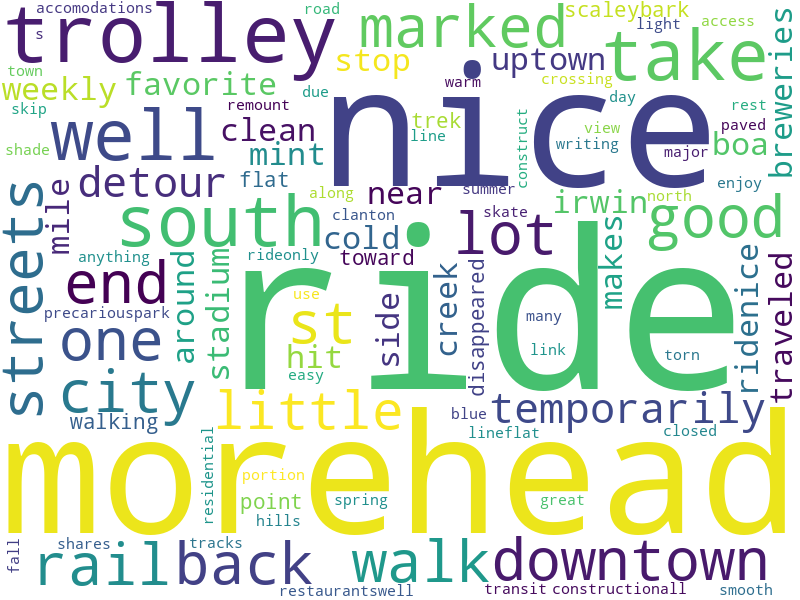 accomodations
road
scaleybark
trolley
marked
light
access
s
stop
uptown
take
town
weekly
favorite
due
warm
crossing
day
breweries
skip
remount
nice
rest
well
clean
trek
construct
view
paved
shade
mint
line
writing
major
boa
detour
flat
near
summer
enjoy
streets
mile
south
along
irwin
north
clanton
skate
good
cold
lot
makes
anything
rideonly
toward
end
around
stadium
ride
side
creek
disappeared
ridenice
traveled
precariouspark
use
st
many
one
hit
link
torn
easy
city
little
blue
temporarily
walking
lineflat
closed
morehead
residential
portion
point
spring
great
hills
fall
shares
tracks
rail
back
walk
downtown
restaurantswell
transit
constructionall
smooth